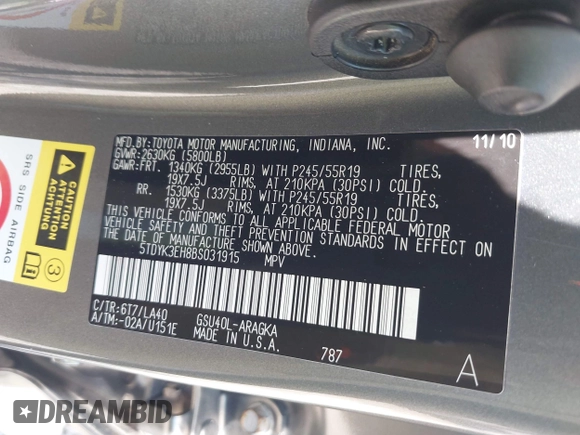 MFD.BY:TOYOTA MOTOR MANUFACTURING, INDIANA, INC. 11/10
GVWR:2630KG (5800LB)
GAWR:FRT. 1340KG (2955LB) WITH P245/55R19 TIRES,
19X7.5J RIMS, AT 210KPA (30PSI) COLD.
RR. 1530KG (3375LB) WITH P245/55R19 TIRES,
19X7.5J RIMS, AT 210KPA (30PSI) COLD.
THIS VEHICLE CONFORMS TO ALL APPLICABLE FEDERAL MOTOR
VEHICLE SAFETY AND THEFT PREVENTION STANDARDS IN EFFECT ON
THE DATE OF MANUFACTURE SHOWN ABOVE.
5TDYK3EH8BS031915 MPV
C/TR:6T7/LA40 GSU40L-ARAGKA
A/TM:-02A/U151E MADE IN U.S.A.
787
A
SRS SIDE AIRBAG
CAUTION
ATTENTION
ACHTUNG
3
DREAMBID